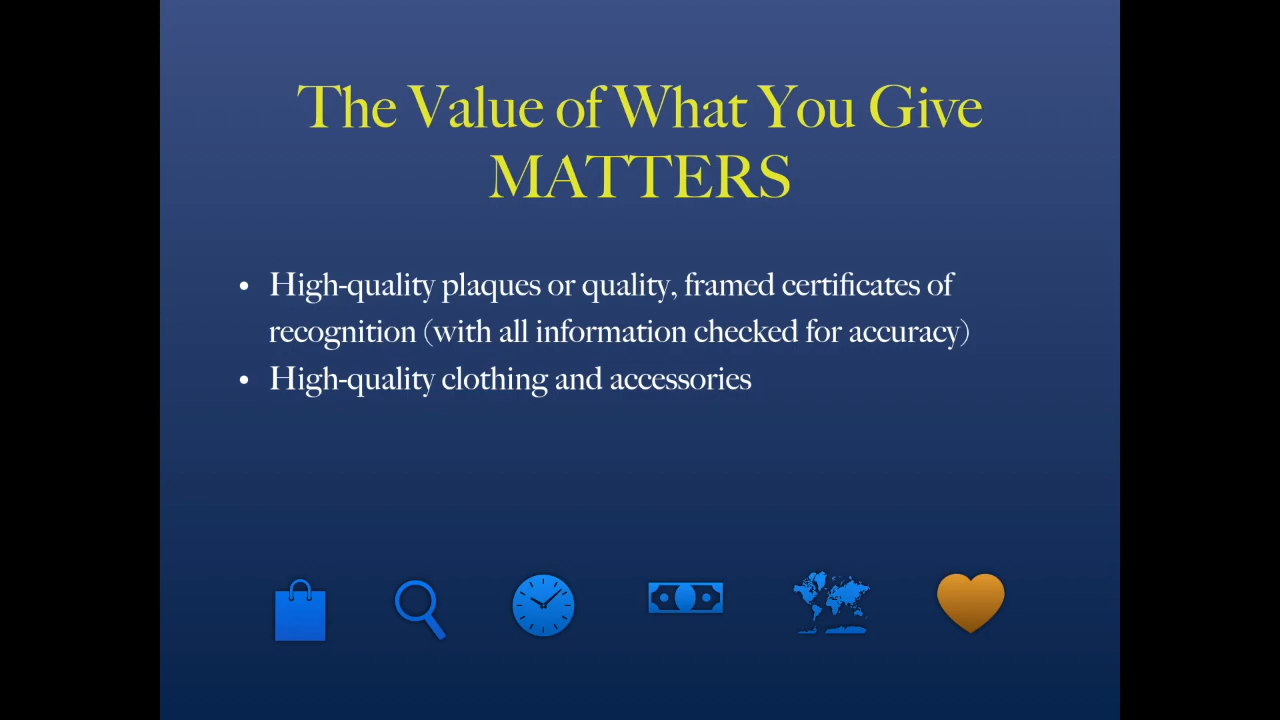 The Value of What You Give
MATTERS
• High-quality plaques or quality, framed certificates of
recognition (with all information checked for accuracy)
• High-quality clothing and accessories